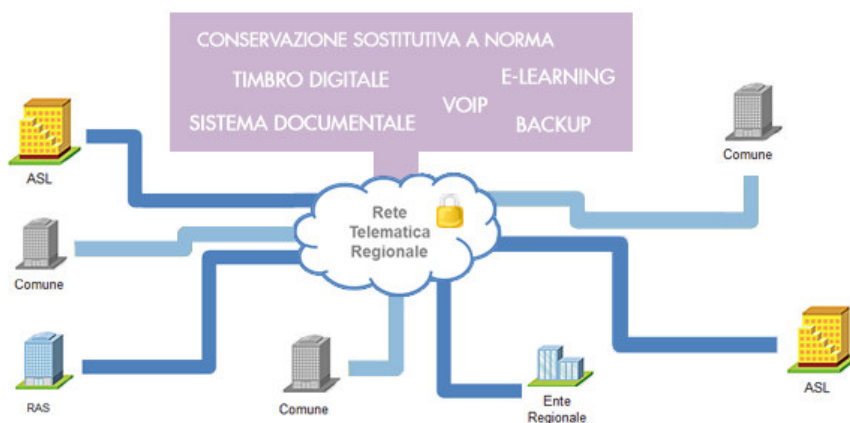 CONSERVAZIONE SOSTITUTIVA A NORMA
TIMBRO DIGITALE
E-LEARNING
VOIP
SISTEMA DOCUMENTALE
BACKUP
ASL
Comune
Rete
Telematica
Regionale
Comune
RAS
Comune
Ente
Regionale
ASL